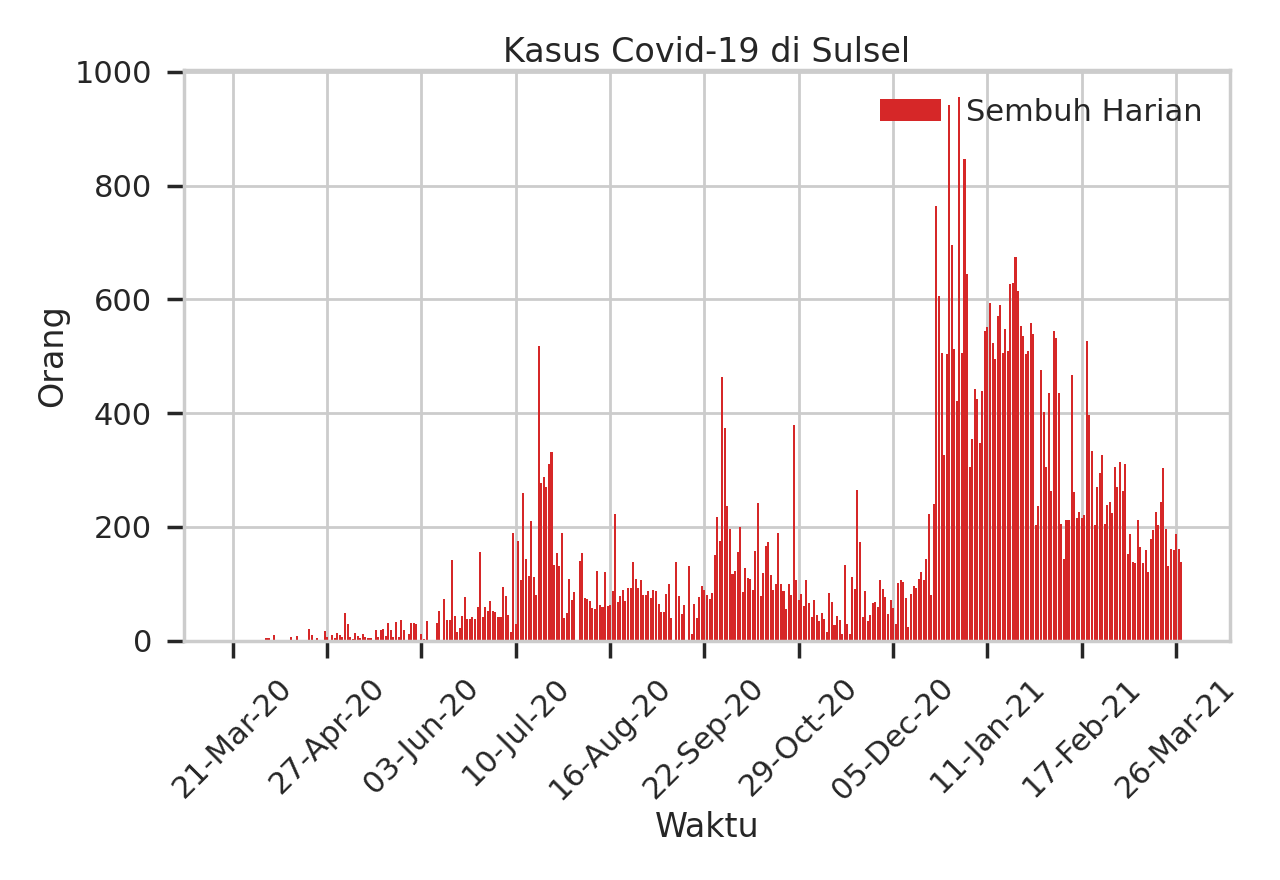 Kasus Covid-19 di Sulsel
Sembuh Harian
1000
800
600
400
200
0
Orang
21-Mar-20
27-Apr-20
03-Jun-20
10-Jul-20
16-Aug-20
22-Sep-20
29-Oct-20
05-Dec-20
11-Jan-21
17-Feb-21
26-Mar-21
Waktu